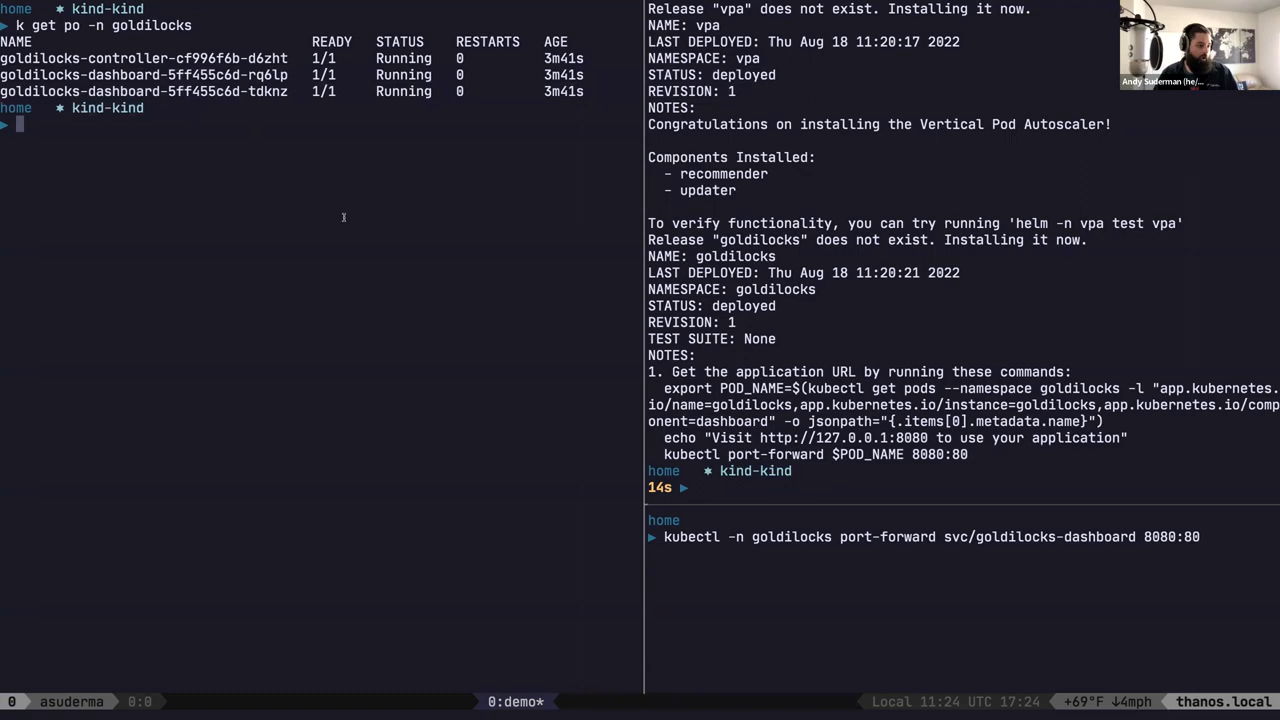 home   * kind-kind
▶ k get po -n goldilocks
NAME                                    READY   STATUS    RESTARTS   AGE
goldilocks-controller-cf996f6b-d6zht   1/1     Running   0          3m41s
goldilocks-dashboard-5ff455c6d-rq6lp   1/1     Running   0          3m41s
goldilocks-dashboard-5ff455c6d-tdknz   1/1     Running   0          3m41s
home   * kind-kind
▶
Release "vpa" does not exist. Installing it now.
NAME: vpa
LAST DEPLOYED: Thu Aug 18 11:20:17 2022
NAMESPACE: vpa
STATUS: deployed
REVISION: 1
NOTES:
Congratulations on installing the Vertical Pod Autoscaler!
Components Installed:
  - recommender
  - updater
To verify functionality, you can try running 'helm -n vpa test vpa'
Release "goldilocks" does not exist. Installing it now.
NAME: goldilocks
LAST DEPLOYED: Thu Aug 18 11:20:21 2022
NAMESPACE: goldilocks
STATUS: deployed
REVISION: 1
TEST SUITE: None
NOTES:
1. Get the application URL by running these commands:
  export POD_NAME=$(kubectl get pods --namespace goldilocks -l "app.kubernetes.
io/name=goldilocks,app.kubernetes.io/instance=goldilocks,app.kubernetes.io/comp
onent=dashboard" -o jsonpath="{.items[0].metadata.name}")
  echo "Visit http://127.0.0.1:8080 to use your application"
  kubectl port-forward $POD_NAME 8080:80
home   * kind-kind
14s ▶
home
▶ kubectl -n goldilocks port-forward svc/goldilocks-dashboard 8080:80
Andy Suderman (he/...
0   asuderma   0:0   0:demo*   Local 11:24 UTC 17:24   +69°F ↓4mph   thanos.local